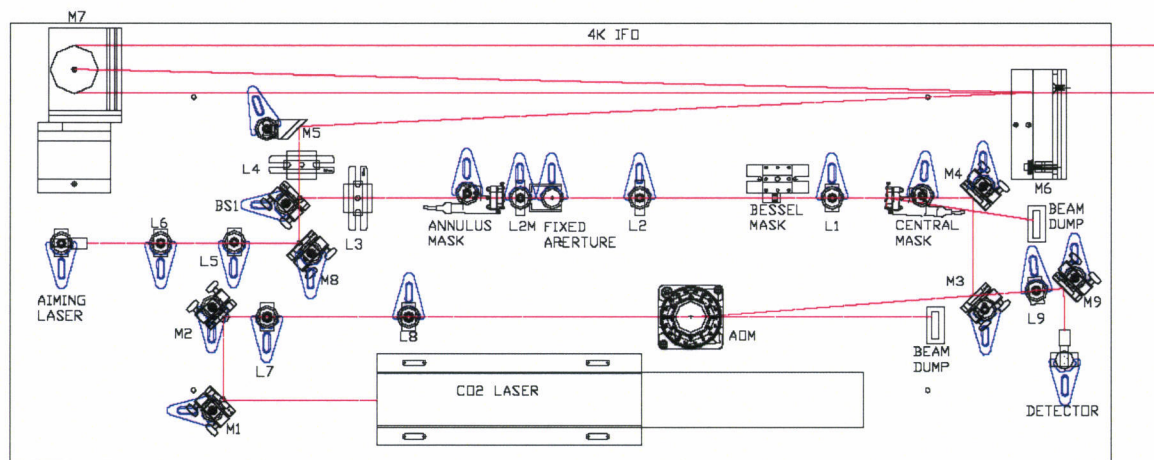 M7
4K IFO
M5
L4
M4
M6
BS1
L3
ANNULUS
MASK
L2M
FIXED
APERTURE
L2
BESSEL
MASK
L1
CENTRAL
MASK
BEAM
DUMP
L6
L5
M8
AIMING
LASER
M3
L9
M9
M2
L7
L8
AOM
BEAM
DUMP
CO2 LASER
M1
DETECTOR